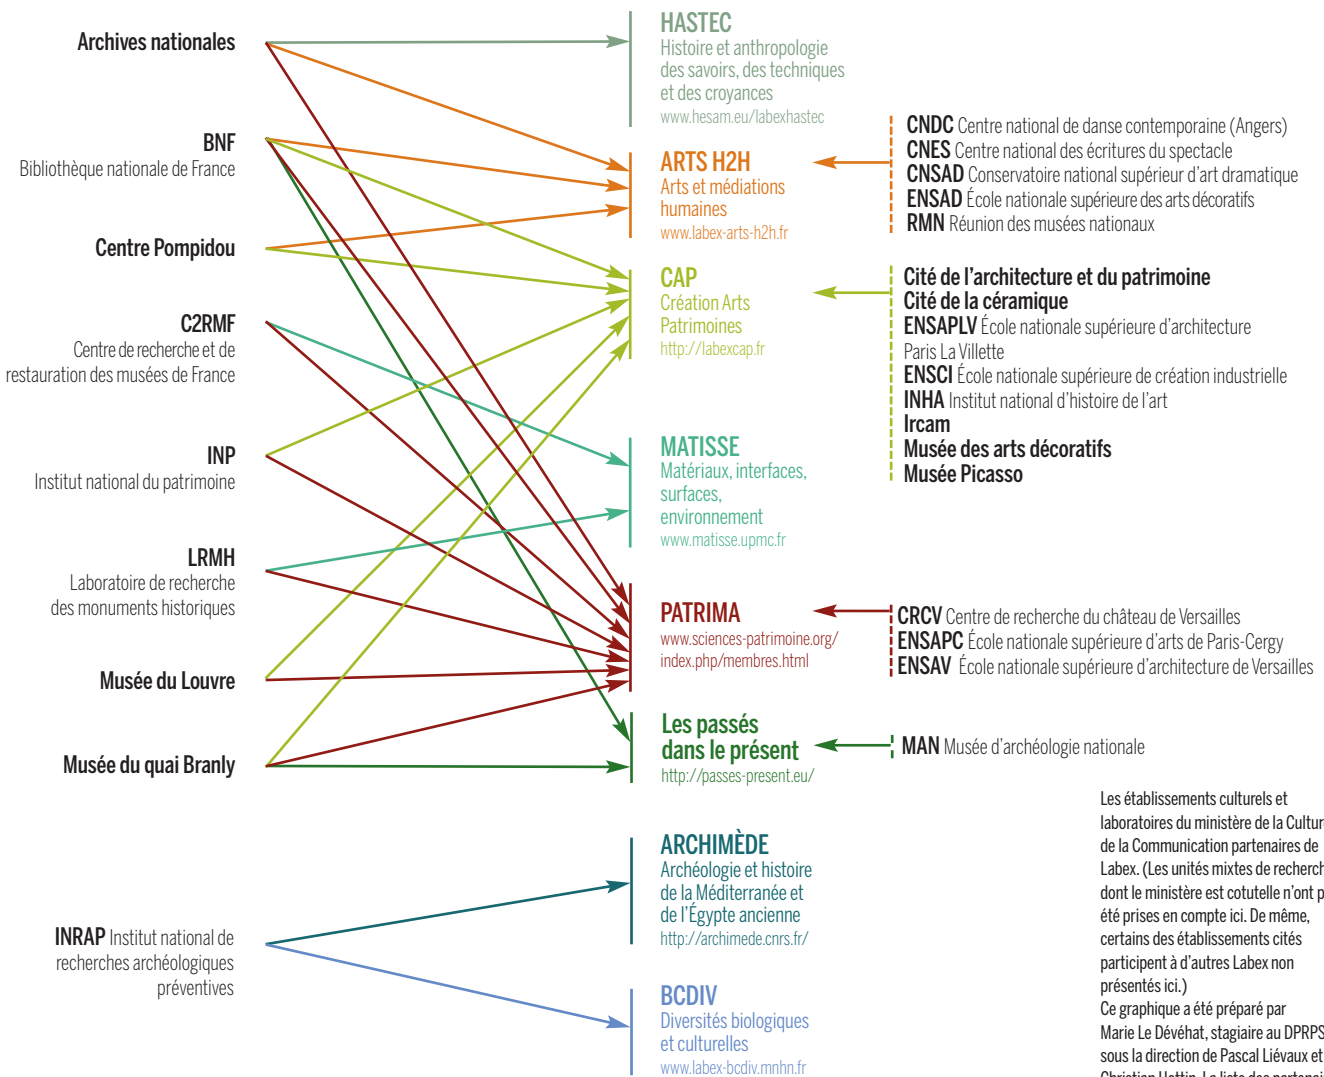 Archives nationales
BNF
Bibliothèque nationale de France
Centre Pompidou
C2RMF
Centre de recherche et de
restauration des musées de France
INP
Institut national du patrimoine
LRMH
Laboratoire de recherche
des monuments historiques
Musée du Louvre
Musée du quai Branly
INRAP Institut national de
recherches archéologiques
préventives
HASTEC
Histoire et anthropologie
des savoirs, des techniques
et des croyances
www.hesam.eu/labexhastec
ARTS H2H
Arts et médiations
humaines
www.labex-arts-h2h.fr
CAP
Création Arts
Patrimoines
http://labexcap.fr
MATISSE
Matériaux, interfaces,
surfaces,
environnement
www.matisse.upmc.fr
PATRIMA
www.sciences-patrimoine.org/
index.php/membres.html
Les passés
dans le présent
http://passes-present.eu/
ARCHIMÈDE
Archéologie et histoire
de la Méditerranée et
de l'Égypte ancienne
http://archimede.cnrs.fr/
BCDIV
Diversités biologiques
et culturelles
www.labex-bcdiv.mnhn.fr
CNDC Centre national de danse contemporaine (Angers)
CNES Centre national des écritures du spectacle
CNSAD Conservatoire national supérieur d'art dramatique
ENSAD École nationale supérieure des arts décoratifs
RMN Réunion des musées nationaux
Cité de l'architecture et du patrimoine
Cité de la céramique
ENSAPLV École nationale supérieure d'architecture
Paris La Villette
ENSCI École nationale supérieure de création industrielle
INHA Institut national d'histoire de l'art
Ircam
Musée des arts décoratifs
Musée Picasso
CRCV Centre de recherche du château de Versailles
ENSAPC École nationale supérieure d'arts de Paris-Cergy
ENSAV École nationale supérieure d'architecture de Versailles
MAN Musée d'archéologie nationale
Les établissements culturels et
laboratoires du ministère de la Cultur
de la Communication partenaires de
Labex. (Les unités mixtes de recherch
dont le ministère est cotutelle n'ont p
été prises en compte ici. De même,
certains des établissements cités
participent à d'autres Labex non
présentés ici.)
Ce graphique a été préparé par
Marie Le Dévéhat, stagiaire au DPRPS
sous la direction de Pascal Liévaux et